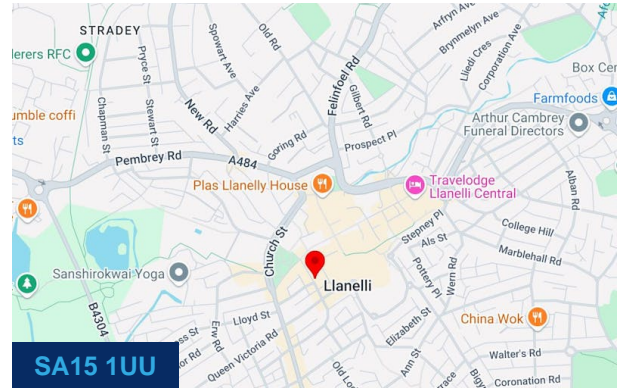 STRADEY
lerers RFC
Pryce St
Spowart Ave
Old Rd
Arfryn Ave
Brynmelyn Ave
Lliedi Cres
Corporation Ave
Box Cen
Farmfoods
umble coffi
ts
Chapman St
Stewart St
New Rd
Harries Ave
Felinfoel Rd
Gilbert Rd
Goring Rd
Prospect Pl
Arthur Cambrey
Funeral Directors
Pembrey Rd
A484
Plas Llanelly House
Travelodge
Llanelli Central
Alban Rd
College Hill
Stepney Pl
Als St
Marblehall Rd
Church St
Sanshirokwai Yoga
Llanelli
Pottery Pl
Wern Rd
B4304
China Wok
Lloyd St
Erw Rd
Elizabeth St
Queen Victoria Rd
Ann St
Walter's Rd
Coronation Rd
SA15 1UU